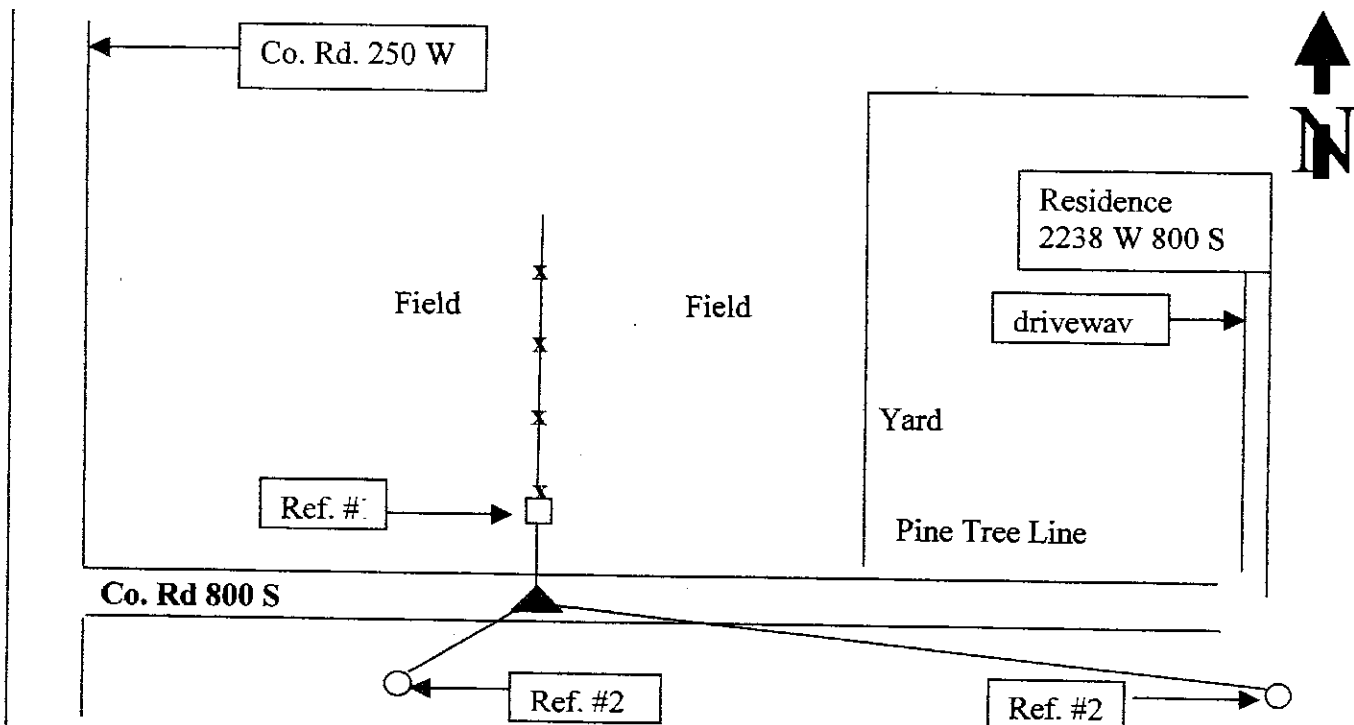 Co. Rd. 250 W
N
Residence
2238 W 800 S
Field
Field
drivewav
Yard
Ref. #
Pine Tree Line
Co. Rd 800 S
Ref. #2
Ref. #2